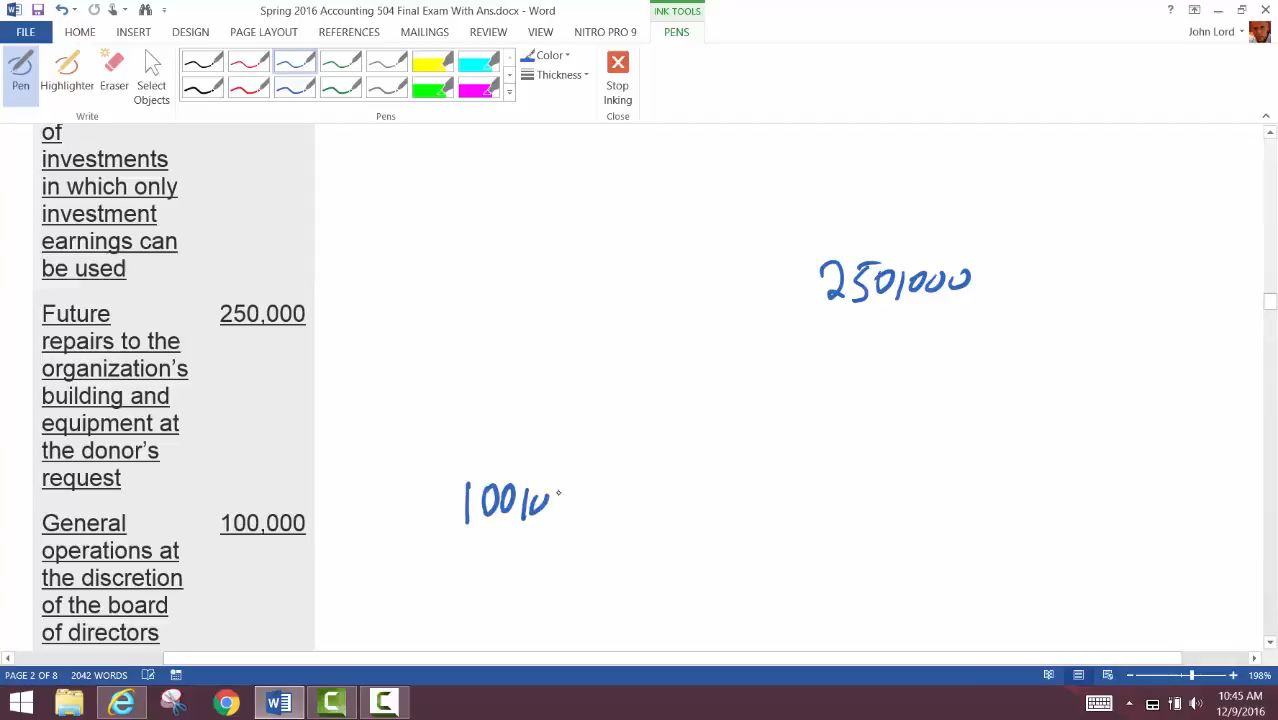 Spring 2016 Accounting 504 Final Exam With Ans.docx - Word
INK TOOLS
FILE HOME INSERT DESIGN PAGE LAYOUT REFERENCES MAILINGS REVIEW VIEW NITRO PRO 9 PENS John Lord
Pen Highlighter Eraser Select Objects
Color
Thickness
Stop Inking
Write Pens Close
of
investments
in which only
investment
earnings can
be used
250,000
Future 250,000
repairs to the
organization's
building and
equipment at
the donor's
request
100,0
General 100,000
operations at
the discretion
of the board
of directors
PAGE 2 OF 8 2042 WORDS 198%
10:45 AM
12/9/2016